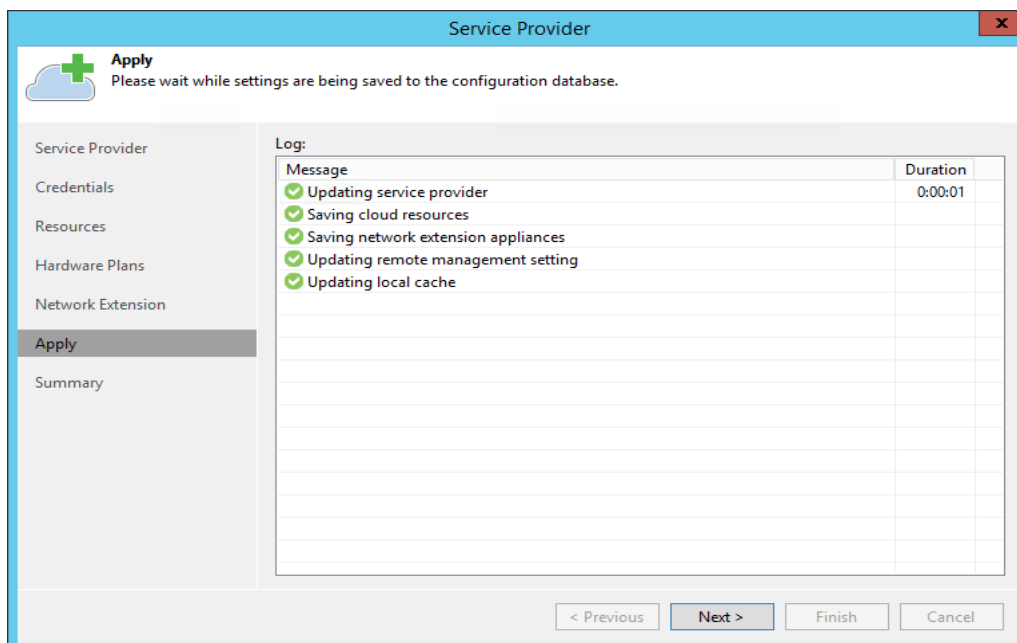 Service Provider
x
Apply
Please wait while settings are being saved to the configuration database.
Service Provider
Credentials
Resources
Hardware Plans
Network Extension
Apply
Summary
Log:
Message Duration
Updating service provider 0:00:01
Saving cloud resources
Saving network extension appliances
Updating remote management setting
Updating local cache
< Previous Next > Finish Cancel